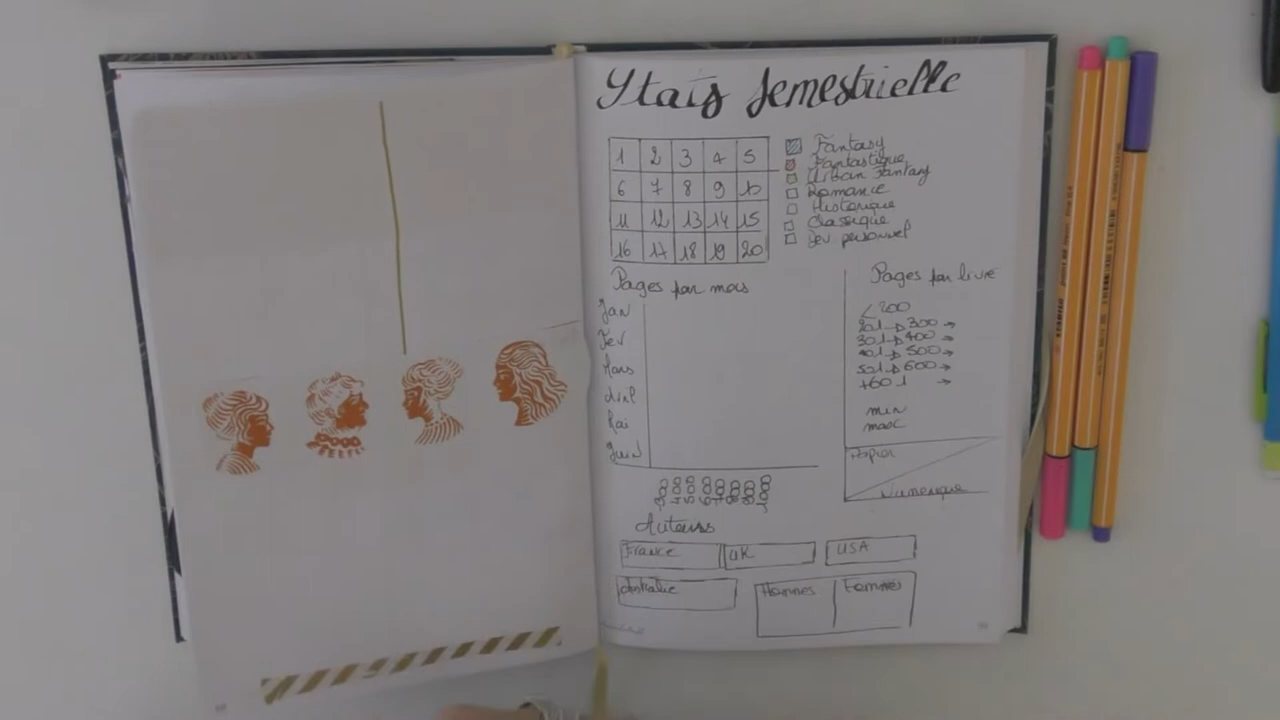 Stats Semestrielle
1 2 3 4 5
6 7 8 9 10
11 12 13 14 15
16 17 18 19 20
Fantasy
Fantastique
Urban Fantasy
Romance
Historique
Classique
Dev personnel
Pages par mois
Jan
Fev
Mars
Avril
Mai
Juin
Pages par livre
<200
201 → 300 →
301 → 400 →
401 → 500 →
501 → 600 →
+601 →
min
max
Papier
Numerique
Auteurs
France
UK
USA
Australie
Hommes
Femmes